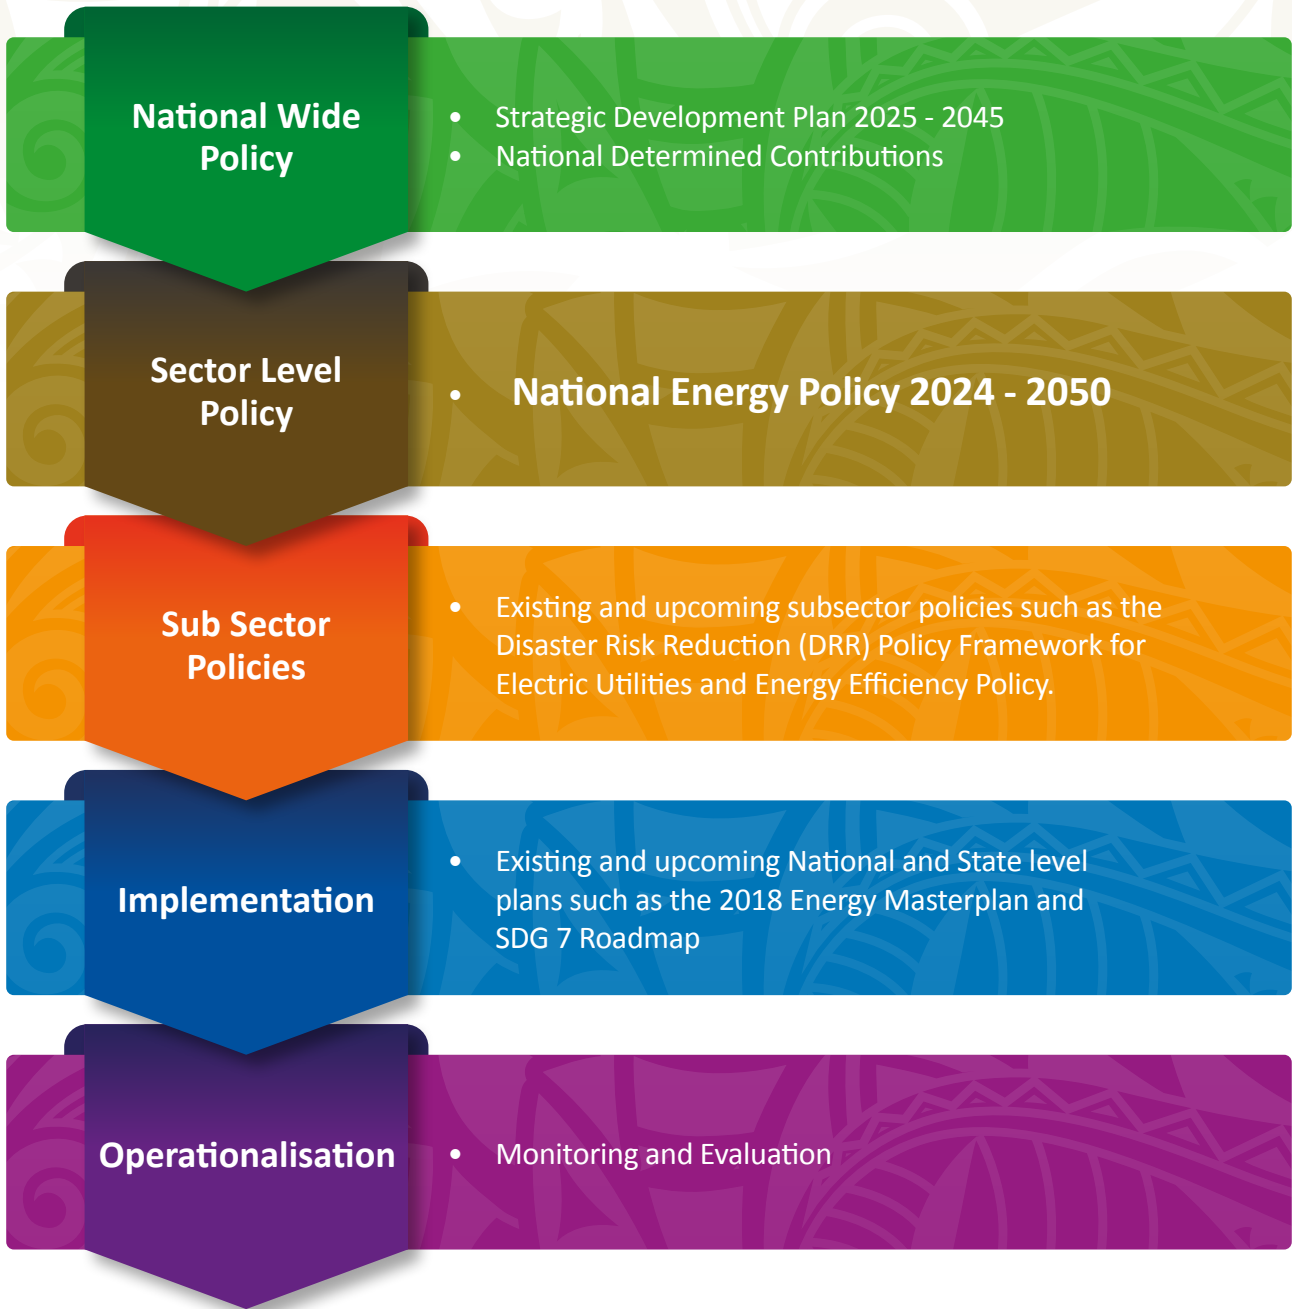 National Wide
Policy
• Strategic Development Plan 2025 - 2045
• National Determined Contributions
Sector Level
Policy
• National Energy Policy 2024 - 2050
Sub Sector
Policies
• Existing and upcoming subsector policies such as the
Disaster Risk Reduction (DRR) Policy Framework for
Electric Utilities and Energy Efficiency Policy.
Implementation
• Existing and upcoming National and State level
plans such as the 2018 Energy Masterplan and
SDG 7 Roadmap
Operationalisation
• Monitoring and Evaluation